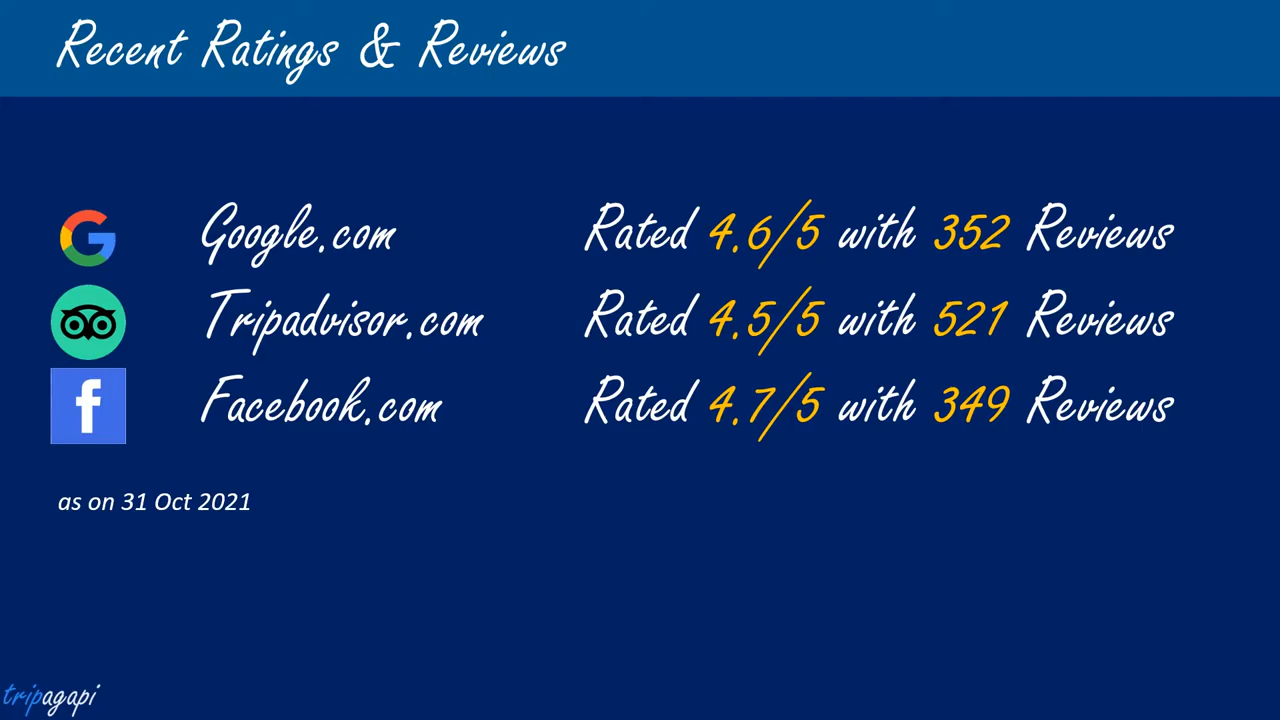 Recent Ratings & Reviews
Google.com Rated 4.6/5 with 352 Reviews
Tripadvisor.com Rated 4.5/5 with 521 Reviews
Facebook.com Rated 4.7/5 with 349 Reviews
as on 31 Oct 2021
tripagapi